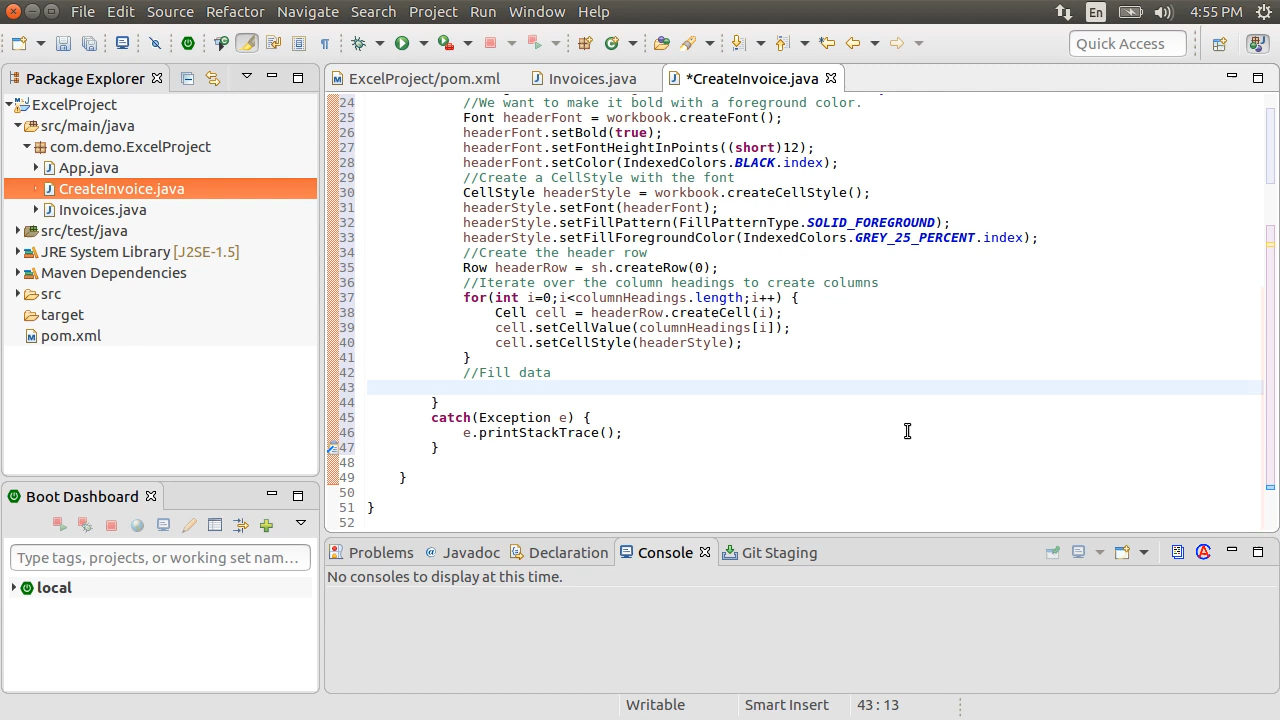 File Edit Source Refactor Navigate Search Project Run Window Help
En 4:55 PM
Quick Access
Package Explorer
ExcelProject
src/main/java
com.demo.ExcelProject
App.java
CreateInvoice.java
Invoices.java
src/test/java
JRE System Library [J2SE-1.5]
Maven Dependencies
src
target
pom.xml
Boot Dashboard
Type tags, projects, or working set nam...
local
ExcelProject/pom.xml Invoices.java *CreateInvoice.java
24 //We want to make it bold with a foreground color.
25 Font headerFont = workbook.createFont();
26 headerFont.setBold(true);
27 headerFont.setFontHeightInPoints((short)12);
28 headerFont.setColor(IndexedColors.BLACK.index);
29 //Create a CellStyle with the font
30 CellStyle headerStyle = workbook.createCellStyle();
31 headerStyle.setFont(headerFont);
32 headerStyle.setFillPattern(FillPatternType.SOLID_FOREGROUND);
33 headerStyle.setFillForegroundColor(IndexedColors.GREY_25_PERCENT.index);
34 //Create the header row
35 Row headerRow = sh.createRow(0);
36 //Iterate over the column headings to create columns
37 for(int i=0;i<columnHeadings.length;i++) {
38 Cell cell = headerRow.createCell(i);
39 cell.setCellValue(columnHeadings[i]);
40 cell.setCellStyle(headerStyle);
41 }
42 //Fill data
43
44 }
45 catch(Exception e) {
46 e.printStackTrace();
47 }
48
49 }
50
51 }
52
Problems Javadoc Declaration Console Git Staging
No consoles to display at this time.
Writable Smart Insert 43 : 13